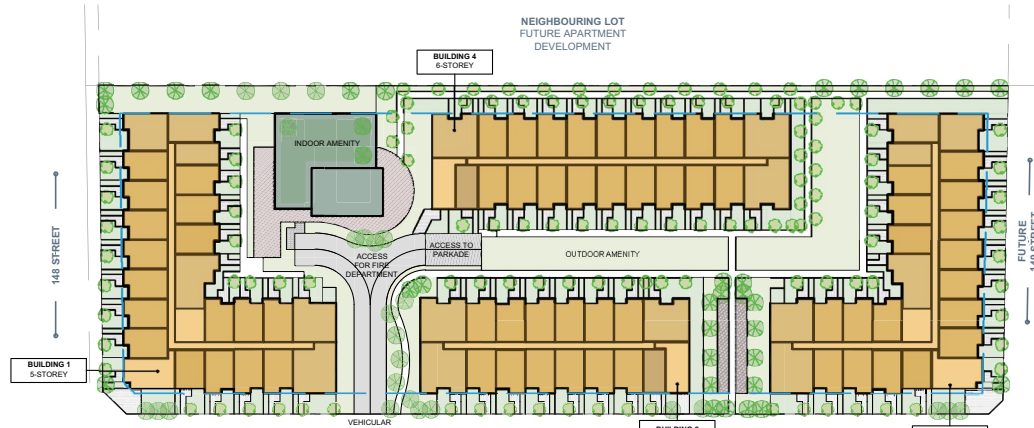 NEIGHBOURING LOT
FUTURE APARTMENT
DEVELOPMENT
BUILDING 4
6-STOREY
INDOOR AMENITY
148 STREET
FUTURE
ACCESS TO
PARKADE
OUTDOOR AMENITY
ACCESS
FOR FIRE
DEPARTMENT
BUILDING 1
5-STOREY
VEHICULAR